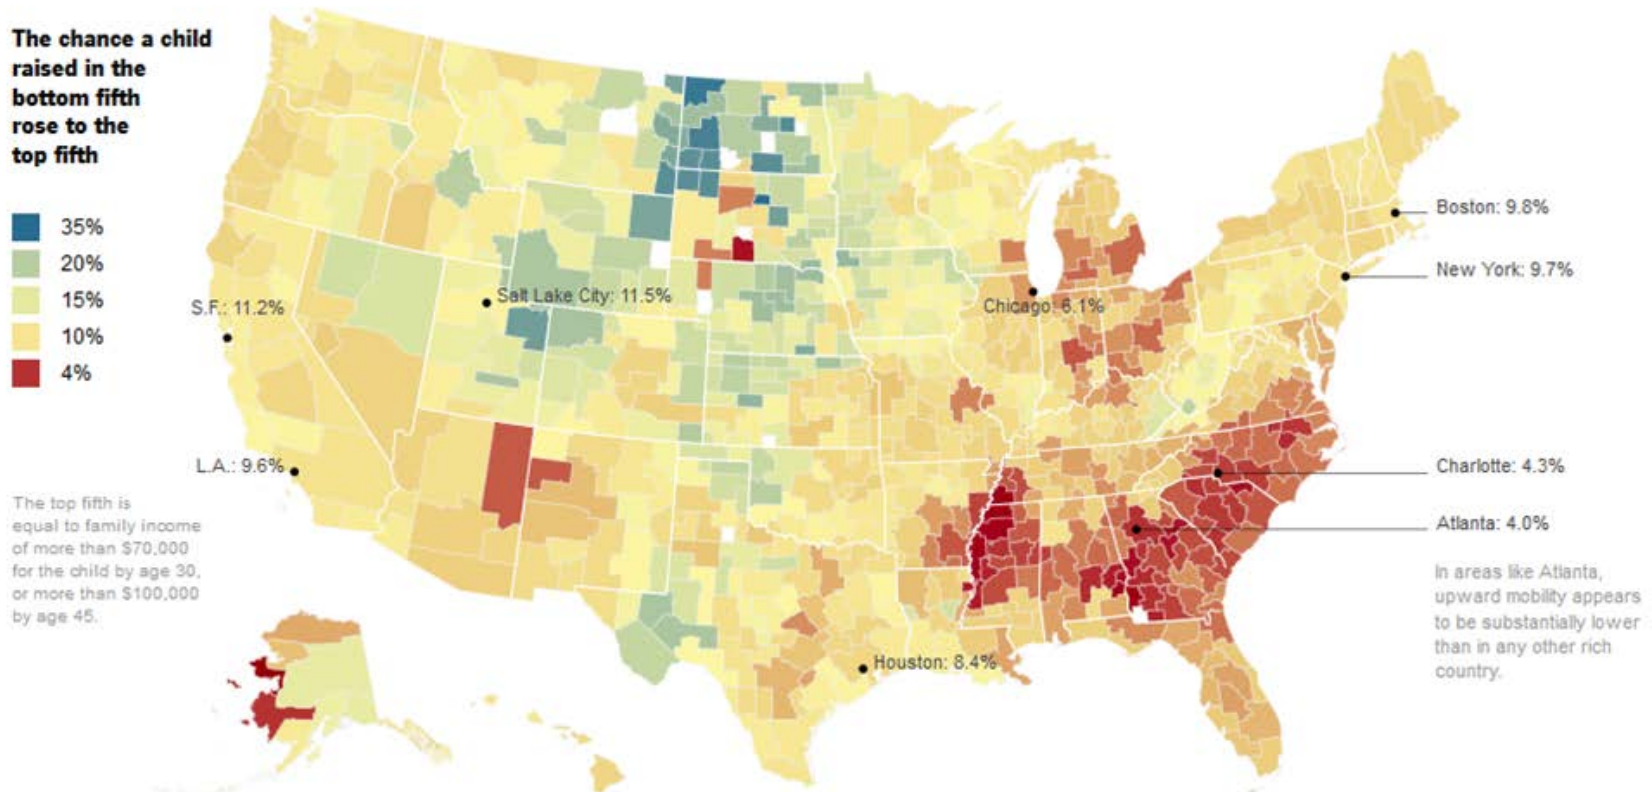 The chance a child
raised in the
bottom fifth
rose to the
top fifth
35%
20%
15%
10%
4%
S.F.: 11.2%
Salt Lake City: 11.5%
L.A.: 9.6%
Chicago: 6.1%
Houston: 8.4%
Boston: 9.8%
New York: 9.7%
Charlotte: 4.3%
Atlanta: 4.0%
The top fifth is
equal to family income
of more than $70,000
for the child by age 30,
or more than $100,000
by age 45.
In areas like Atlanta,
upward mobility appears
to be substantially lower
than in any other rich
country.